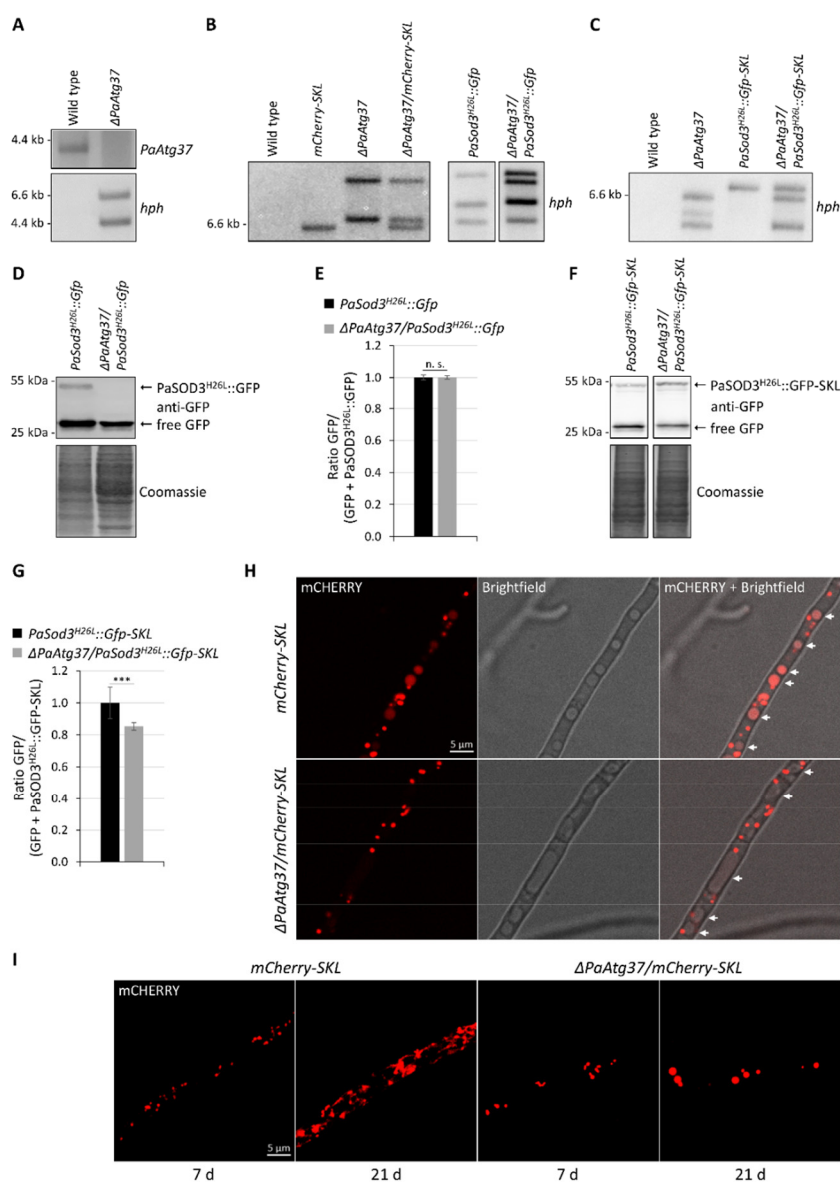 A
Wild type
ΔPaAtg37
4.4 kb
PaAtg37
6.6 kb
4.4 kb
hph
B
Wild type
mCherry-SKL
ΔPaAtg37
ΔPaAtg37/mCherry-SKL
PaSod3H26L::Gfp
ΔPaAtg37/
PaSod3H26L::Gfp
6.6 kb -
hph
C
Wild type
ΔPaAtg37
PaSod3H26L::Gfp-SKL
ΔPaAtg37/
PaSod3H26L::Gfp-SKL
6.6 kb -
hph
D
PaSod3H26L::Gfp
ΔPaAtg37/
PaSod3H26L::Gfp
55 kDa
← PaSOD3H26L::GFP
anti-GFP
25 kDa
← free GFP
Coomassie
E
PaSod3H26L::Gfp
ΔPaAtg37/PaSod3H26L::Gfp
Ratio GFP/
(GFP + PaSOD3H26L::GFP)
1.2
1.0
0.8
0.6
0.4
0.2
0.0
n. s.
F
PaSod3H26L::Gfp-SKL
ΔPaAtg37/
PaSod3H26L::Gfp-SKL
55 kDa
← PaSOD3H26L::GFP-SKL
anti-GFP
25 kDa
← free GFP
Coomassie
G
PaSod3H26L::Gfp-SKL
ΔPaAtg37/PaSod3H26L::Gfp-SKL
Ratio GFP/
(GFP + PaSOD3H26L::GFP-SKL)
1.2
1.0
0.8
0.6
0.4
0.2
0.0
***
H
mCHERRY
Brightfield
mCHERRY + Brightfield
mCherry-SKL
5 µm
ΔPaAtg37/mCherry-SKL
I
mCherry-SKL
ΔPaAtg37/mCherry-SKL
mCHERRY
5 µm
7 d
21 d
7 d
21 d